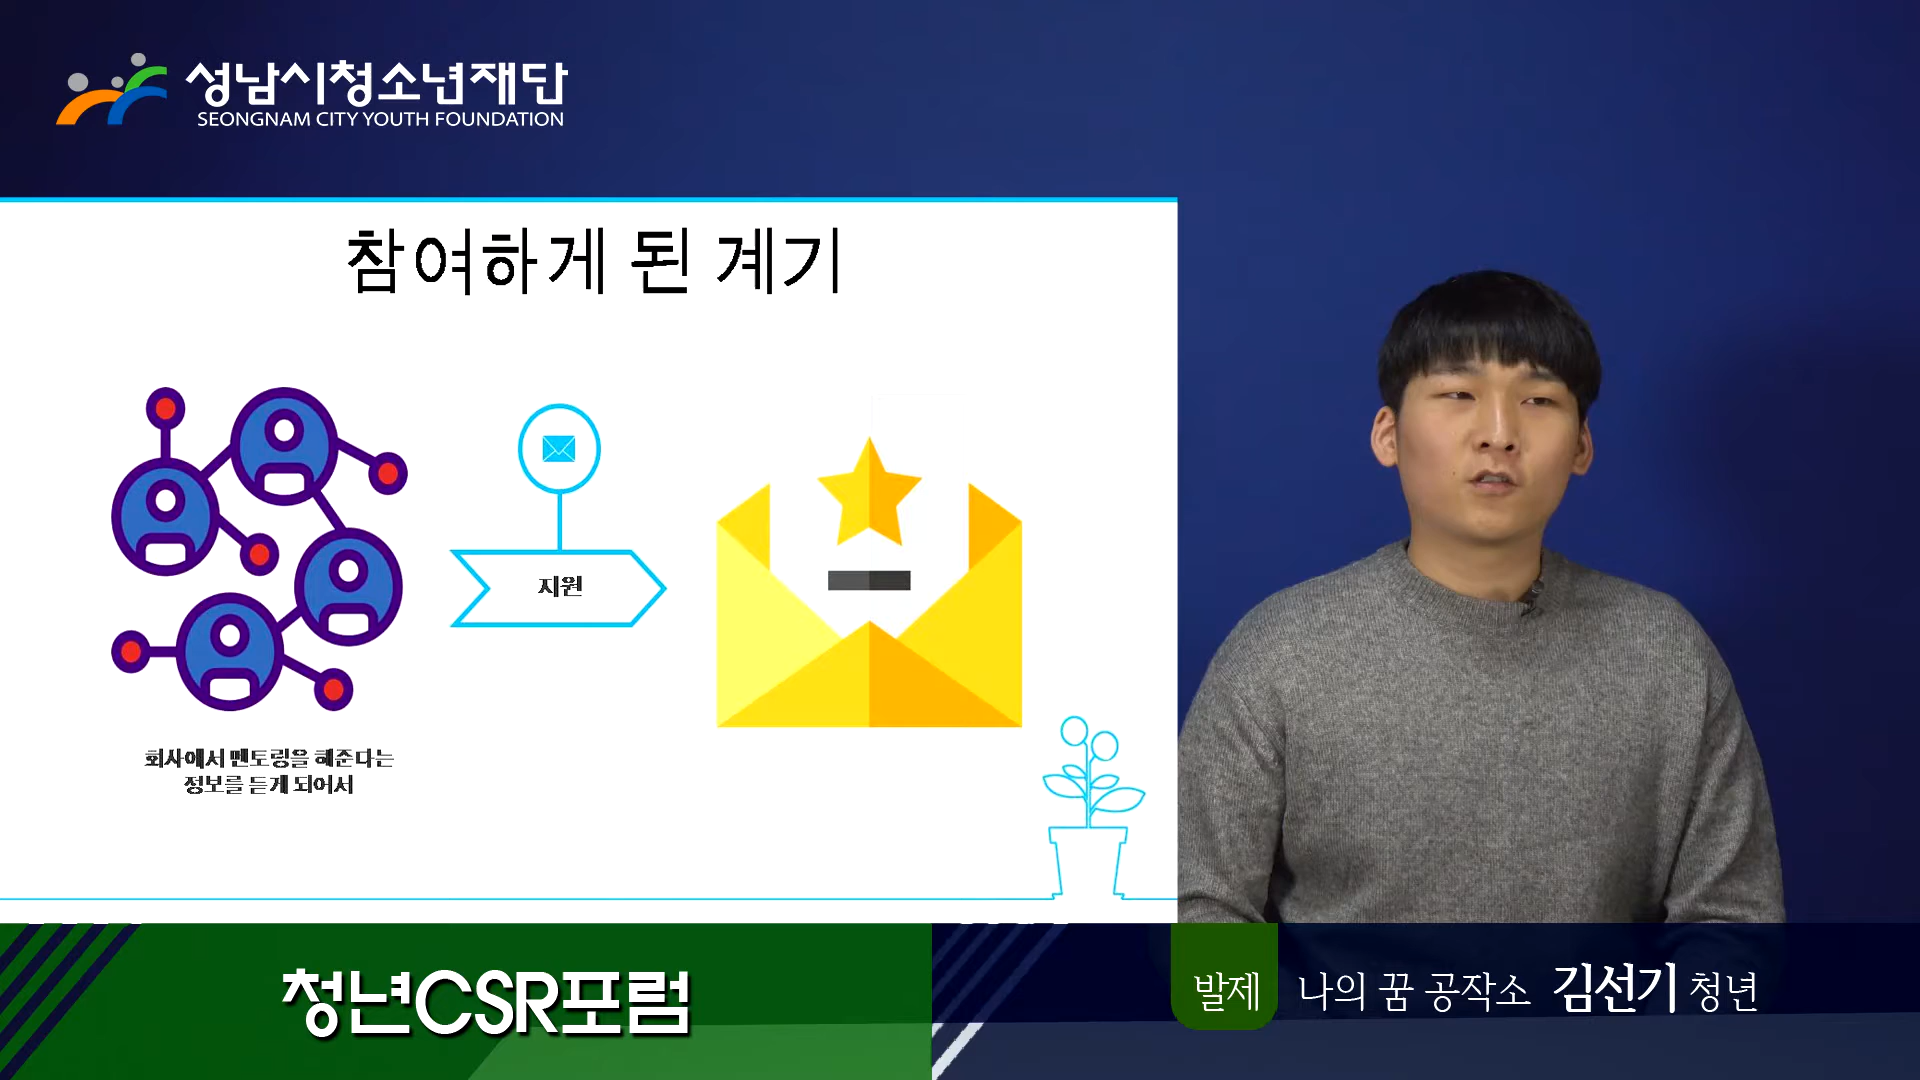 성남시청소년재단
SEONGNAM CITY YOUTH FOUNDATION
참여하게 된 계기
지원
회사에서 멘토링을 해준다는
정보를 듣게 되어서
청년CSR포럼
발제 나의 꿈 공작소 김선기 청년